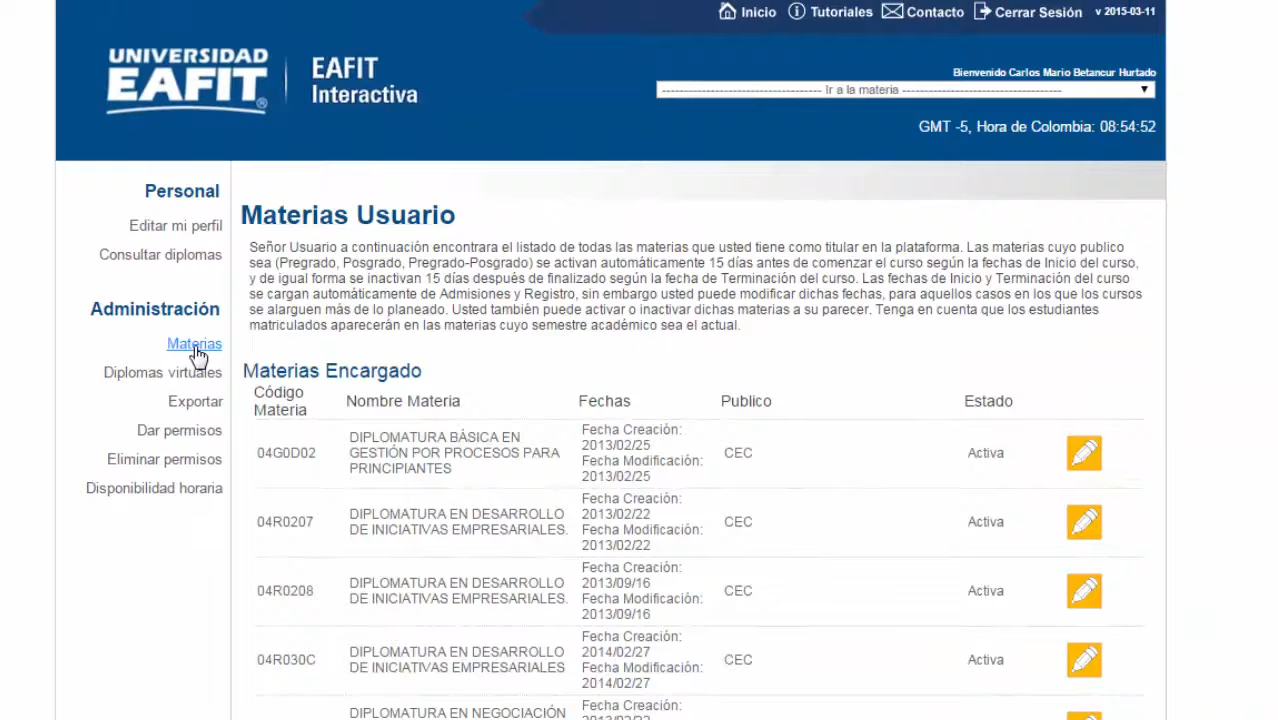 Inicio Tutoriales Contacto Cerrar Sesión v 2015-03-11
UNIVERSIDAD
EAFIT®
EAFIT
Interactiva
Bienvenido Carlos Mario Betancur Hurtado
------------------------------------- Ir a la materia -------------------------------------
GMT -5, Hora de Colombia: 08:54:52
Personal
Editar mi perfil
Consultar diplomas
Administración
Materias
Diplomas virtuales
Exportar
Dar permisos
Eliminar permisos
Disponibilidad horaria
Materias Usuario
Señor Usuario a continuación encontrara el listado de todas las materias que usted tiene como titular en la plataforma. Las materias cuyo publico
sea (Pregrado, Posgrado, Pregrado-Posgrado) se activan automáticamente 15 días antes de comenzar el curso según la fechas de Inicio del curso,
y de igual forma se inactivan 15 días después de finalizado según la fecha de Terminación del curso. Las fechas de Inicio y Terminación del curso
se cargan automáticamente de Admisiones y Registro, sin embargo usted puede modificar dichas fechas, para aquellos casos en los que los cursos
se alarguen más de lo planeado. Usted también puede activar o inactivar dichas materias a su parecer. Tenga en cuenta que los estudiantes
matriculados aparecerán en las materias cuyo semestre académico sea el actual.
Materias Encargado
Código
Materia
Nombre Materia
Fechas
Publico
Estado
04G0D02
DIPLOMATURA BÁSICA EN
GESTIÓN POR PROCESOS PARA
PRINCIPIANTES
Fecha Creación:
2013/02/25
Fecha Modificación:
2013/02/25
CEC
Activa
04R0207
DIPLOMATURA EN DESARROLLO
DE INICIATIVAS EMPRESARIALES.
Fecha Creación:
2013/02/22
Fecha Modificación:
2013/02/22
CEC
Activa
04R0208
DIPLOMATURA EN DESARROLLO
DE INICIATIVAS EMPRESARIALES.
Fecha Creación:
2013/09/16
Fecha Modificación:
2013/09/16
CEC
Activa
04R030C
DIPLOMATURA EN DESARROLLO
DE INICIATIVAS EMPRESARIALES
Fecha Creación:
2014/02/27
Fecha Modificación:
2014/02/27
CEC
Activa
DIPLOMATURA EN NEGOCIACIÓN
Fecha Creación: